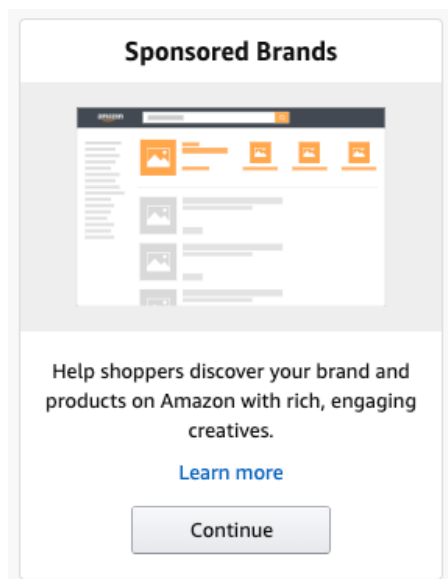 Sponsored Brands
amazon
Help shoppers discover your brand and
products on Amazon with rich, engaging
creatives.
Learn more
Continue